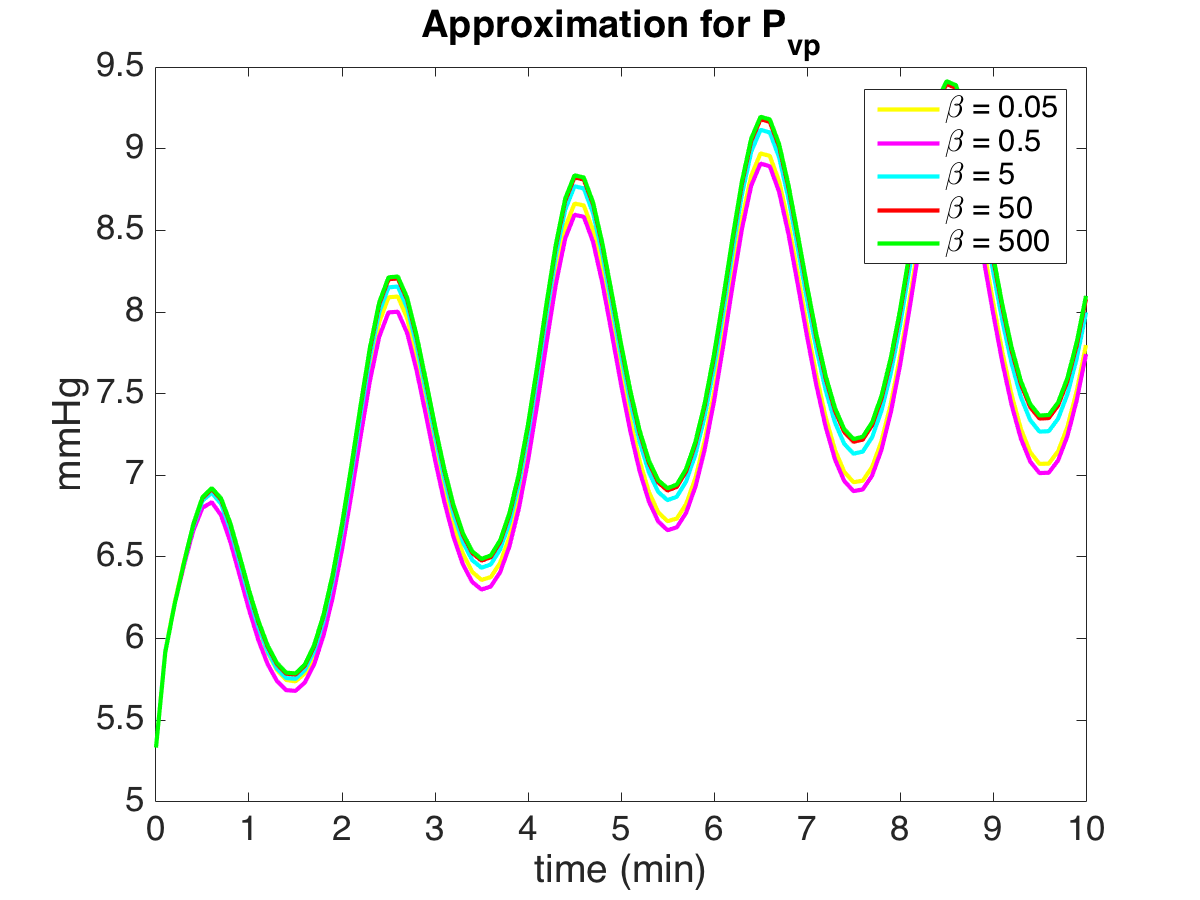 Approximation for P_vp
9.5
9
8.5
8
7.5
7
6.5
6
5.5
5
mmHg
β = 0.05
β = 0.5
β = 5
β = 50
β = 500
0 1 2 3 4 5 6 7 8 9 10
time (min)